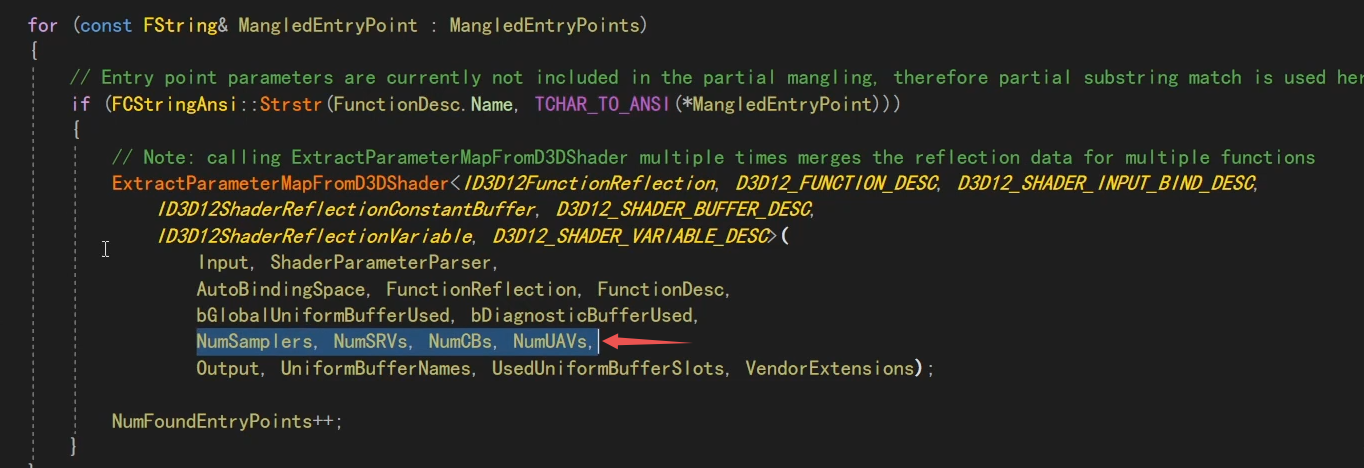 for (const FString& MangledEntryPoint : MangledEntryPoints)
{
// Entry point parameters are currently not included in the partial mangling, therefore partial substring match is used
if (FCStringAnsi::Strstr(FunctionDesc.Name, TCHAR_TO_ANSI(*MangledEntryPoint)))
{
// Note: calling ExtractParameterMapFromD3DShader multiple times merges the reflection data for multiple functions
ExtractParameterMapFromD3DShader<ID3D12FunctionReflection, D3D12_FUNCTION_DESC, D3D12_SHADER_INPUT_BIND_DESC,
ID3D12ShaderReflectionConstantBuffer, D3D12_SHADER_BUFFER_DESC,
ID3D12ShaderReflectionVariable, D3D12_SHADER_VARIABLE_DESC>(
Input, ShaderParameterParser,
AutoBindingSpace, FunctionReflection, FunctionDesc,
bGlobalUniformBufferUsed, bDiagnosticBufferUsed,
NumSamplers, NumSRVs, NumCBs, NumUAVs,
Output, UniformBufferNames, UsedUniformBufferSlots, VendorExtensions);
NumFoundEntryPoints++;
}